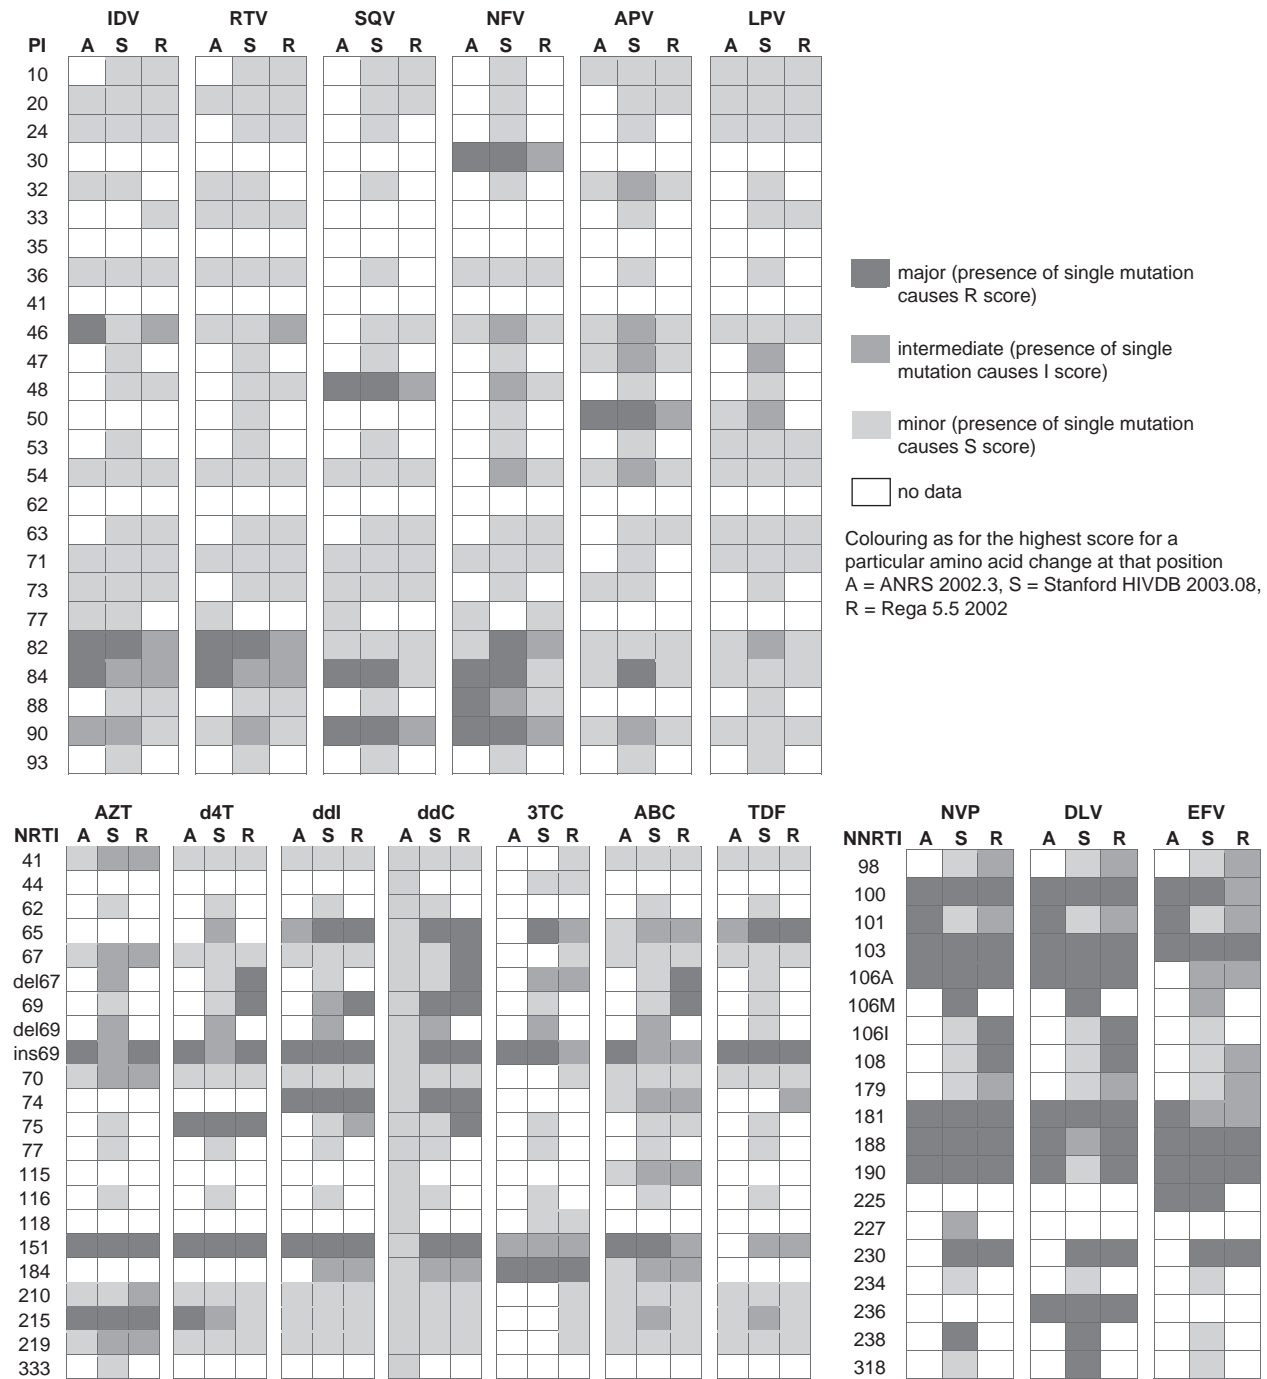 IDV RTV SQV NFV APV LPV
PI A S R A S R A S R A S R A S R A S R
10
20
24
30
32
33
35
36
41
46
47
48
50
53
54
62
63
71
73
77
82
84
88
90
93
major (presence of single mutation
causes R score)
intermediate (presence of single
mutation causes I score)
minor (presence of single mutation
causes S score)
no data
Colouring as for the highest score for a
particular amino acid change at that position
A = ANRS 2002.3, S = Stanford HIVDB 2003.08,
R = Rega 5.5 2002
AZT d4T ddI ddC 3TC ABC TDF
NRTI A S R A S R A S R A S R A S R A S R A S R
41
44
62
65
67
del67
69
del69
ins69
70
74
75
77
115
116
118
151
184
210
215
219
333
NVP DLV EFV
NNRTI A S R A S R A S R
98
100
101
103
106A
106M
106I
108
179
181
188
190
225
227
230
234
236
238
318